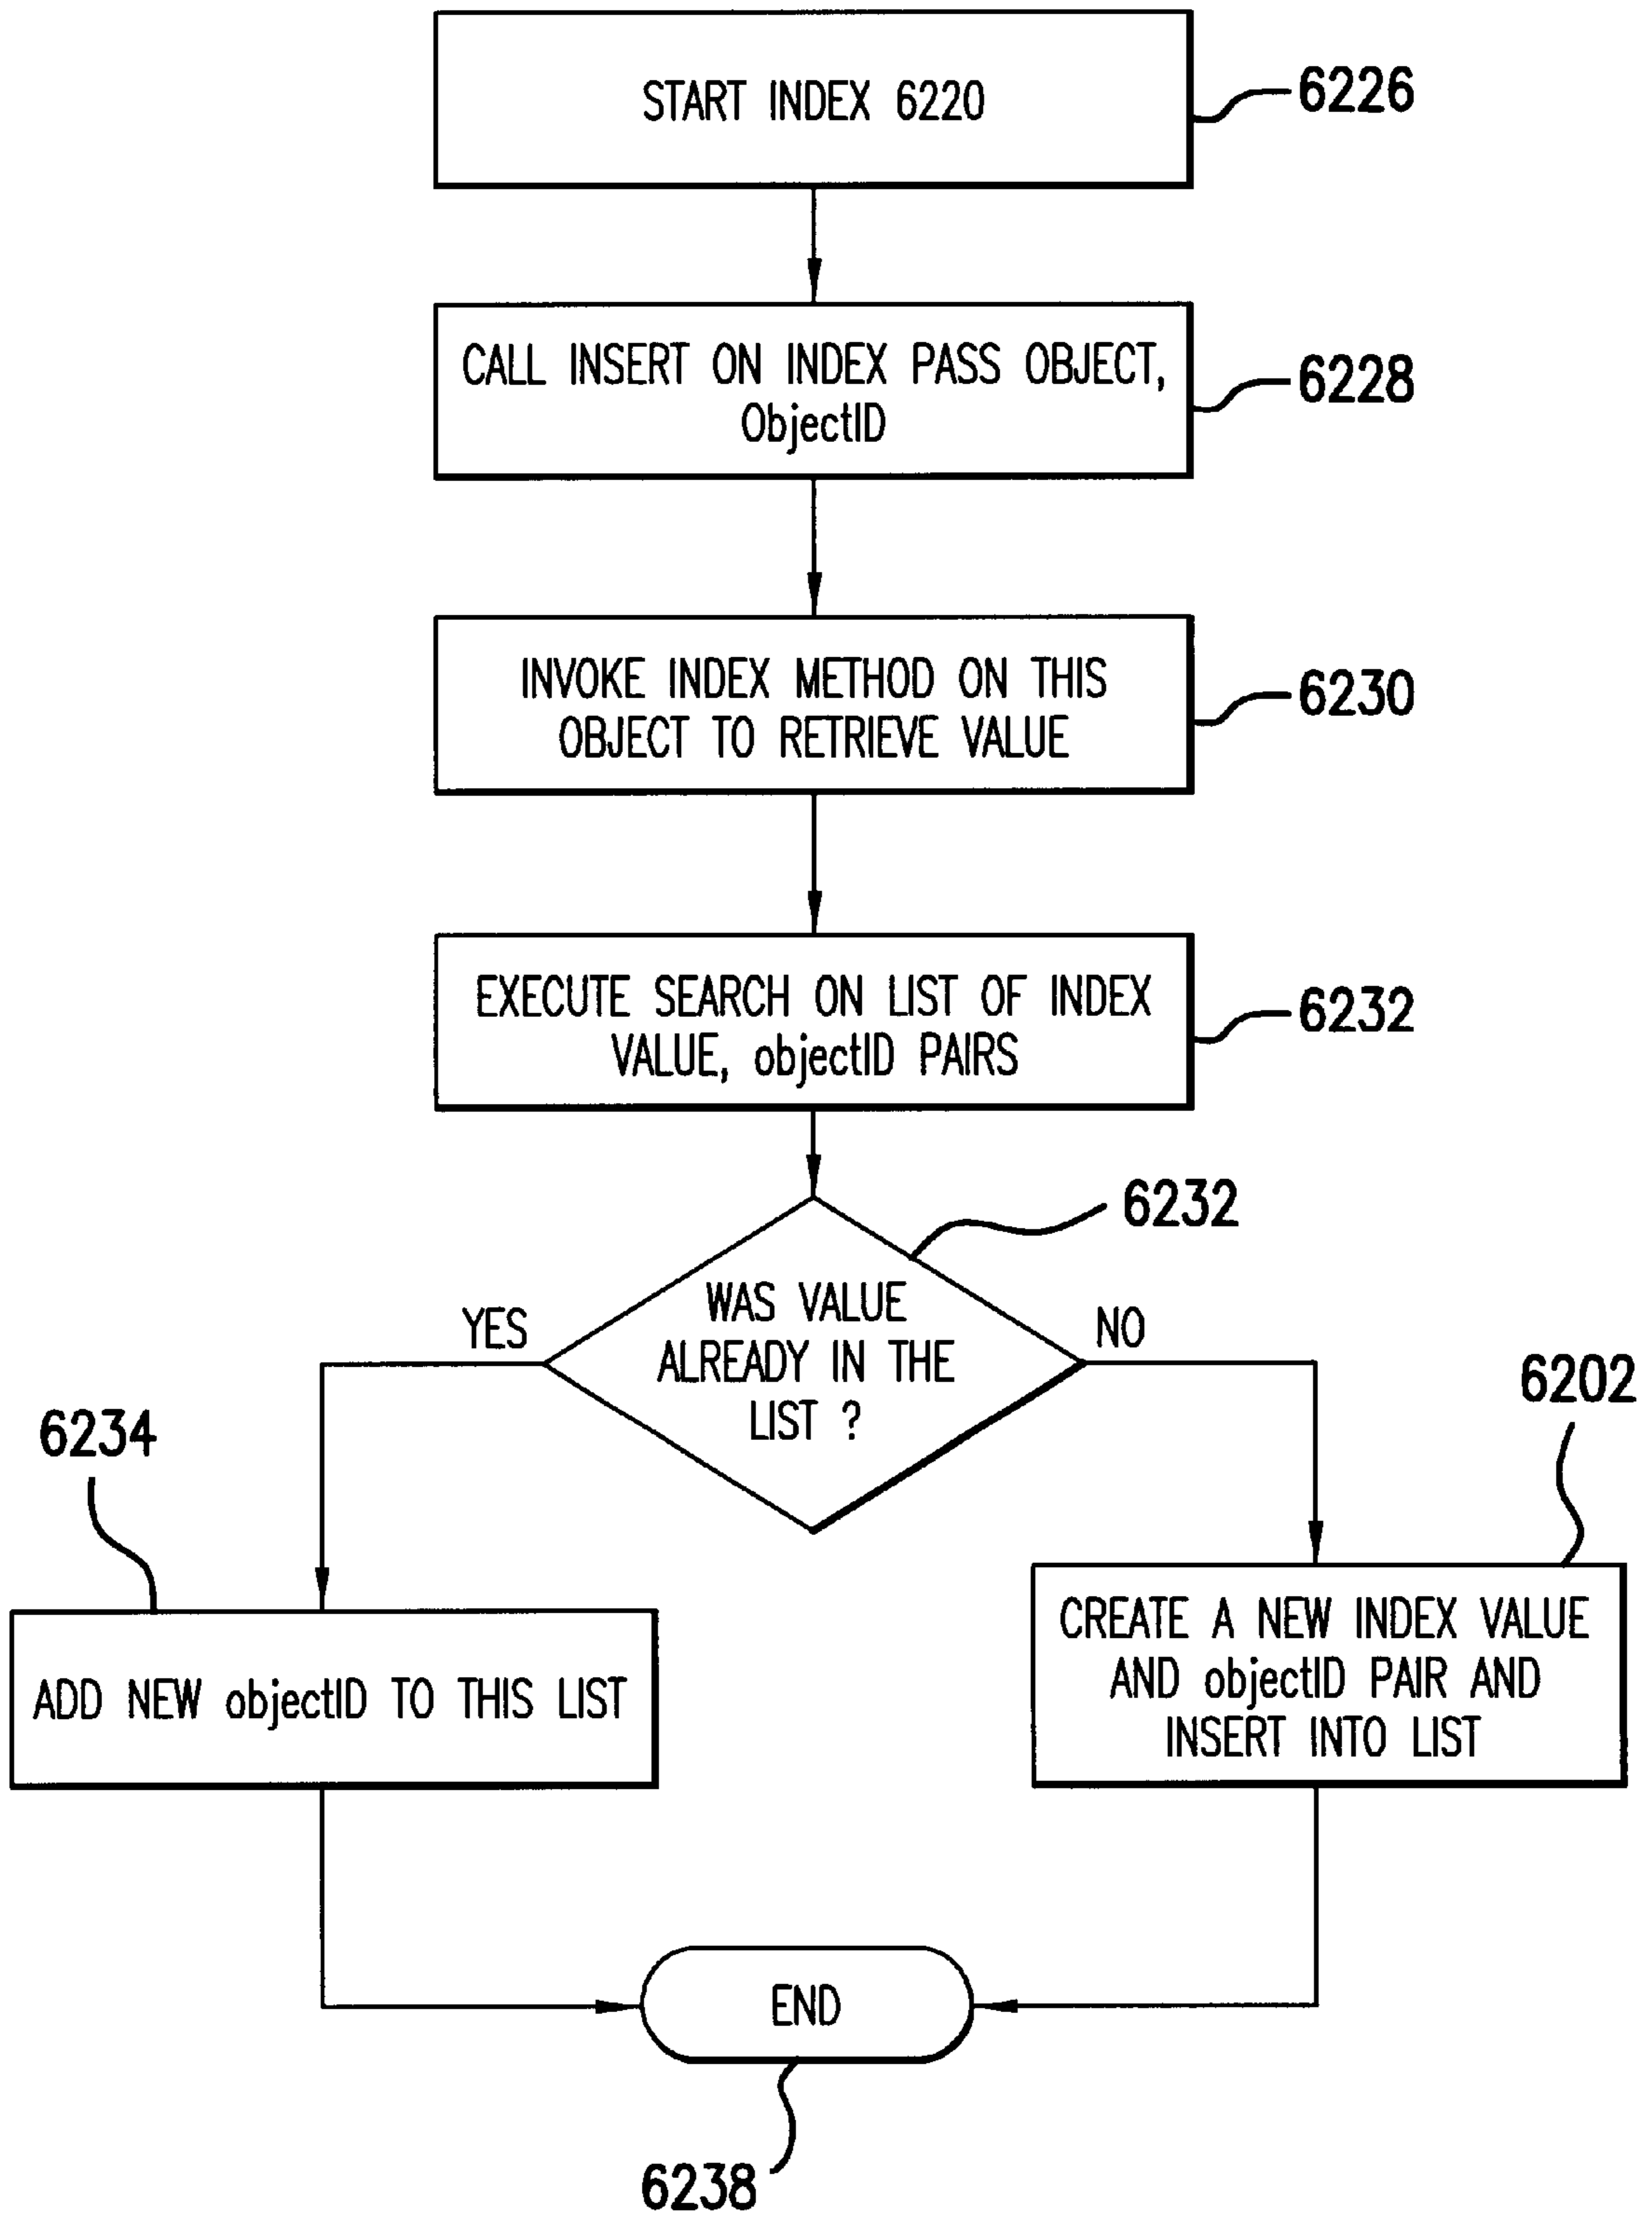 START INDEX 6220
6226
CALL INSERT ON INDEX PASS OBJECT,
ObjectID
6228
INVOKE INDEX METHOD ON THIS
OBJECT TO RETRIEVE VALUE
6230
EXECUTE SEARCH ON LIST OF INDEX
VALUE, objectID PAIRS
6232
6232
WAS VALUE
ALREADY IN THE
LIST ?
YES
NO
6234
6202
ADD NEW objectID TO THIS LIST
CREATE A NEW INDEX VALUE
AND objectID PAIR AND
INSERT INTO LIST
END
6238